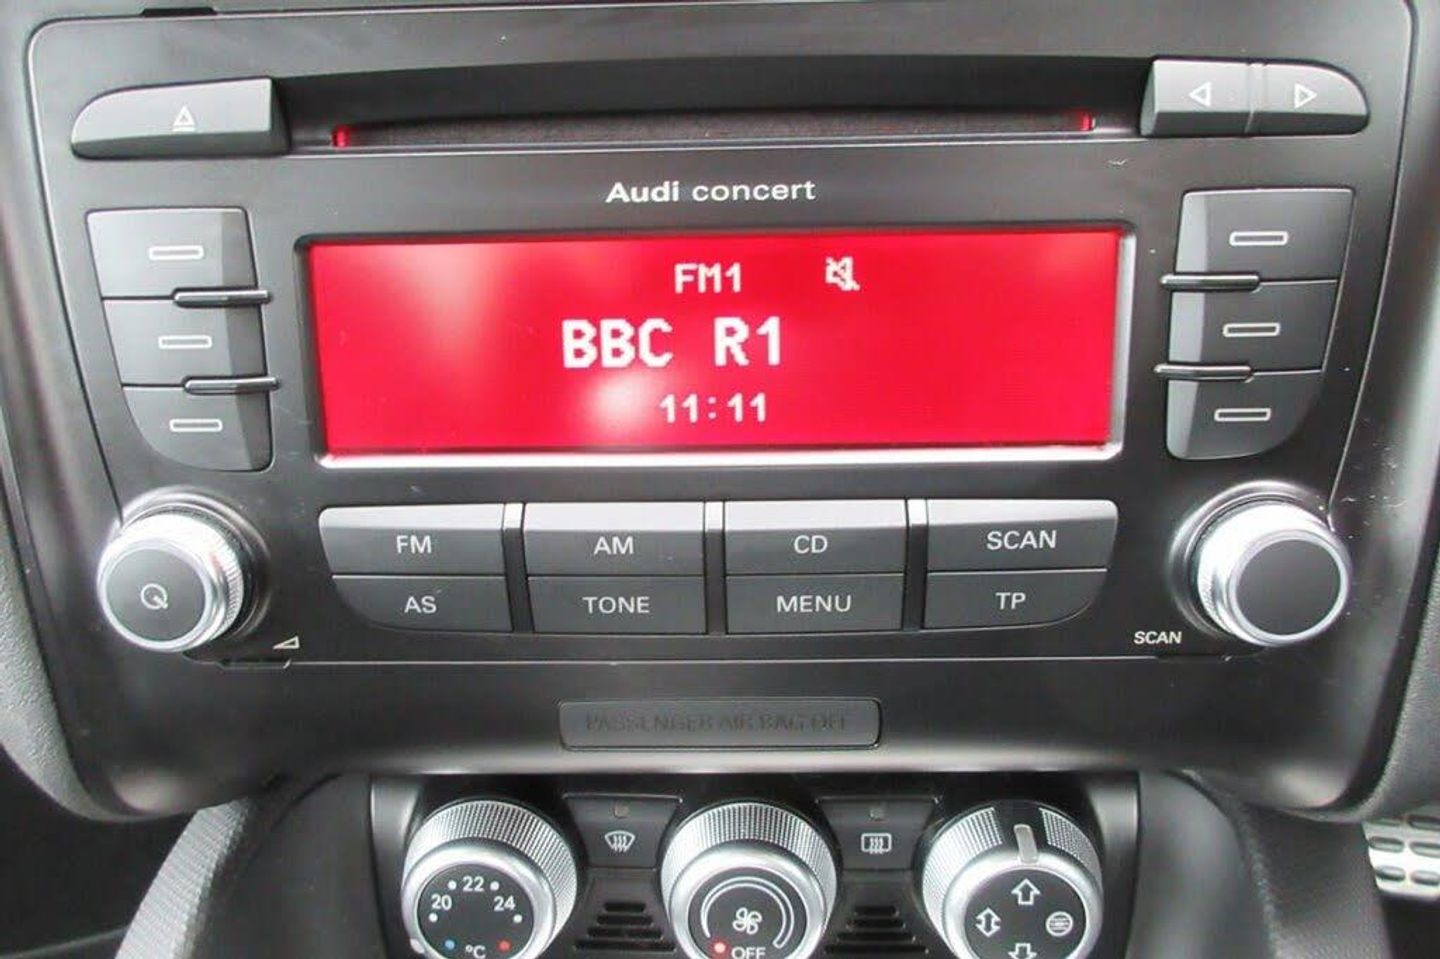 Audi concert
FM1
BBC R1
11:11
FM
AM
CD
SCAN
AS
TONE
MENU
TP
SCAN
PASSENGER AIR BAG OFF
20
22
24
°C
OFF